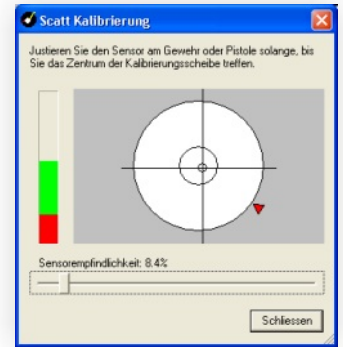 Scatt Kalibrierung
Justieren Sie den Sensor am Gewehr oder Pistole solange, bis
Sie das Zentrum der Kalibrierungsscheibe treffen.
Sensorempfindlichkeit: 8.4%
Schliessen